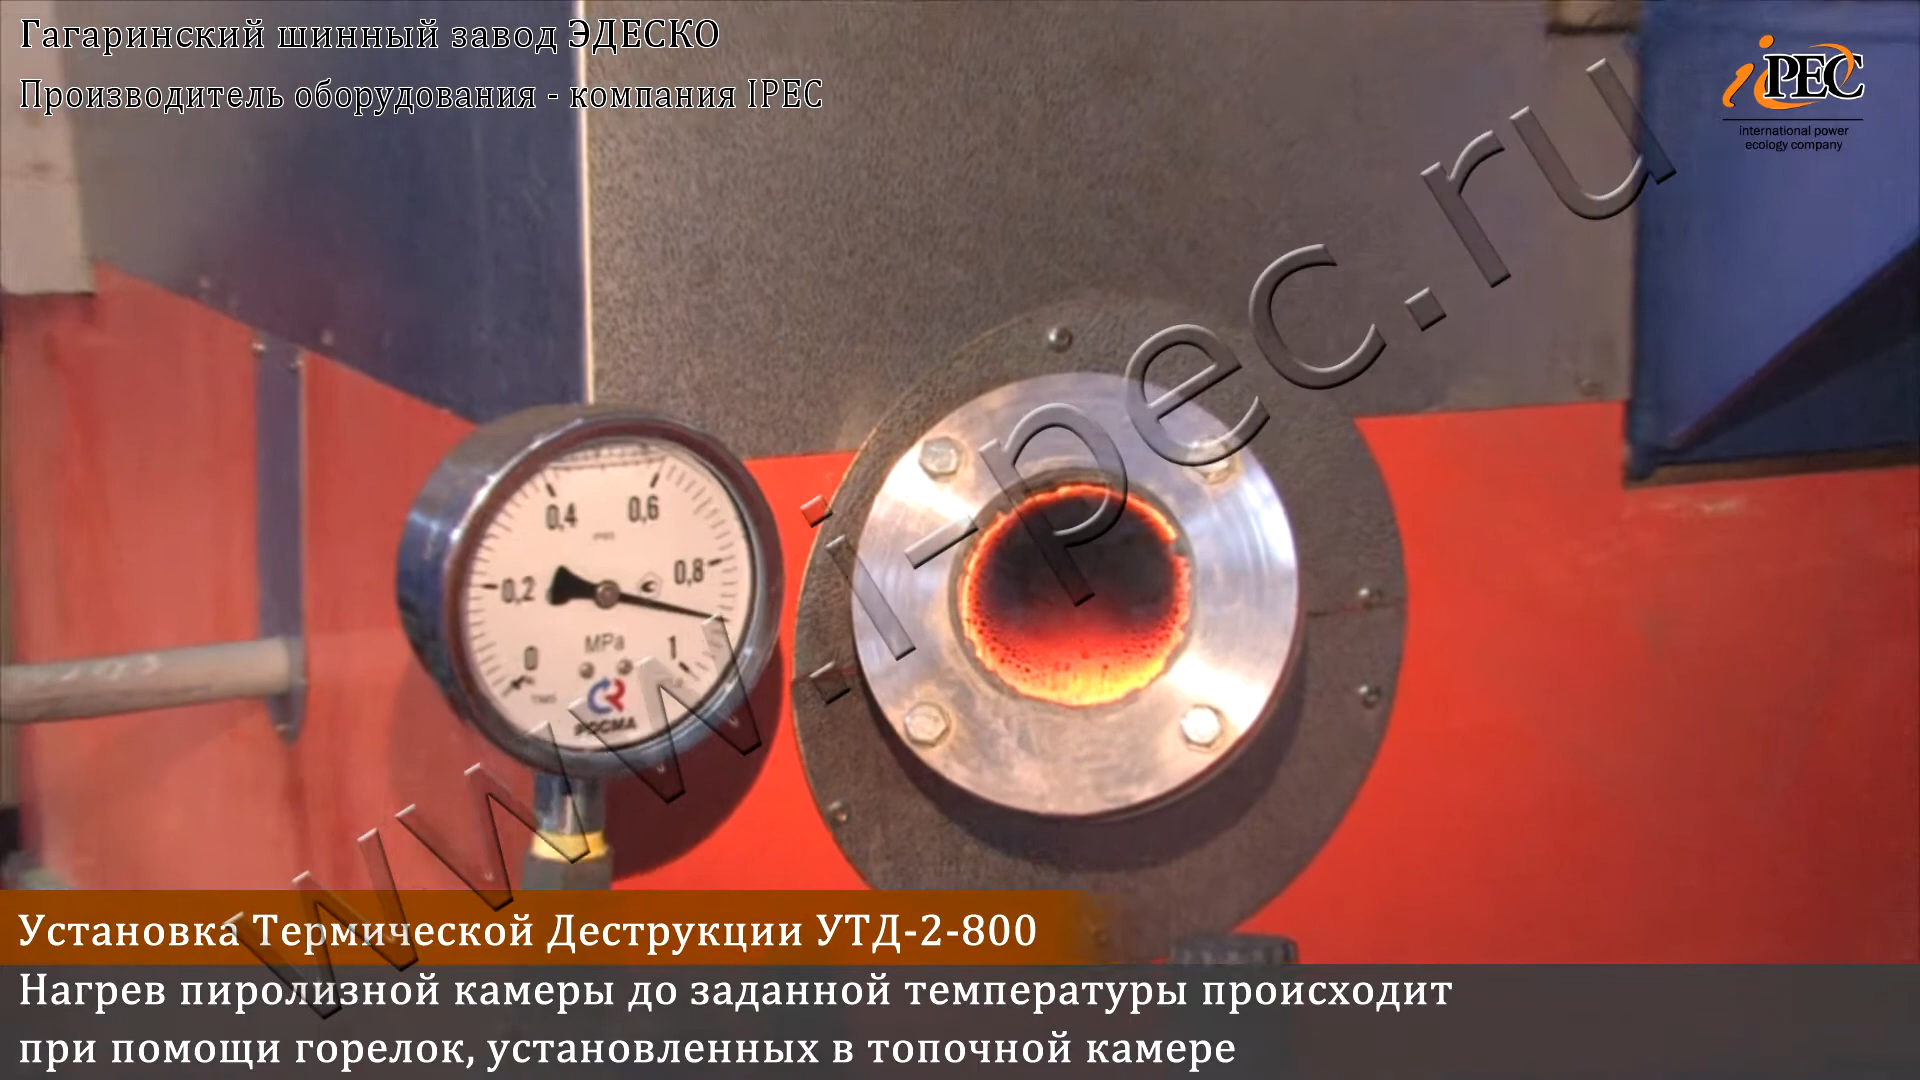 Гагаринский шинный завод ЭДЕСКО
Производитель оборудования - компания IPEC
iPEC
international power
ecology company
www.i-pec.ru
0,4
0,6
0,2
0,8
MPa
0
1
РОСМА
Установка Термической Деструкции УТД-2-800
Нагрев пиролизной камеры до заданной температуры происходит
при помощи горелок, установленных в топочной камере